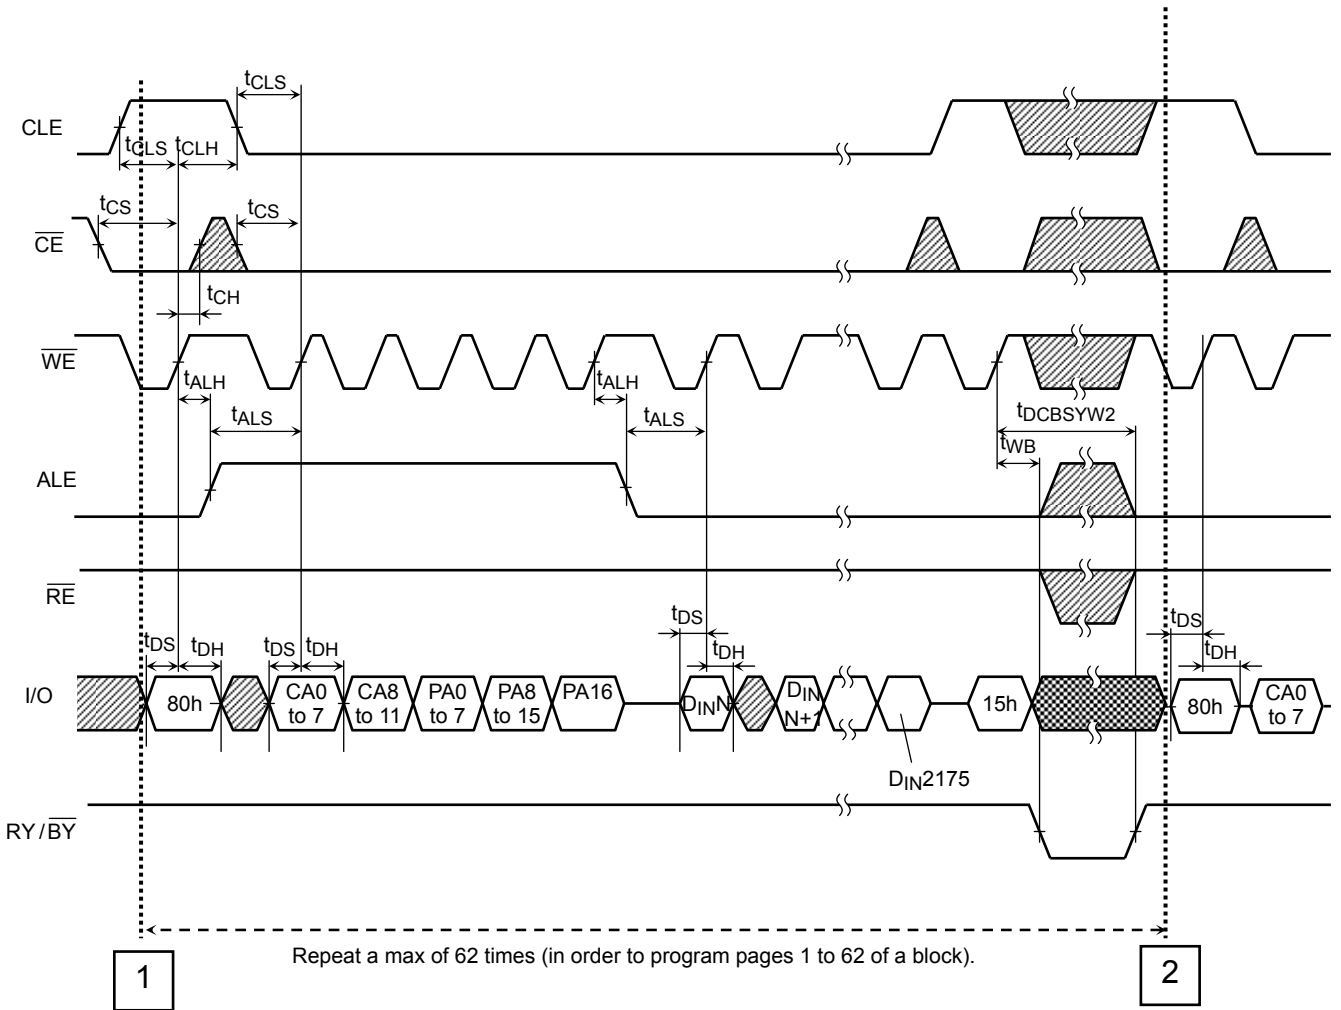 tCLS
CLE
tCLS tCLH
tCS tCS
CE
tCH
WE
tALH tALH
tALS tALS
tDCBSYW2
tWB
ALE
RE
tDS tDH tDS tDH tDS tDH tDS tDH
I/O
80h
CA0 to 7
CA8 to 11
PA0 to 7
PA8 to 15
PA16
DINN
DIN N+1
15h
80h
CA0 to 7
DIN2175
RY/BY
Repeat a max of 62 times (in order to program pages 1 to 62 of a block).
1
2